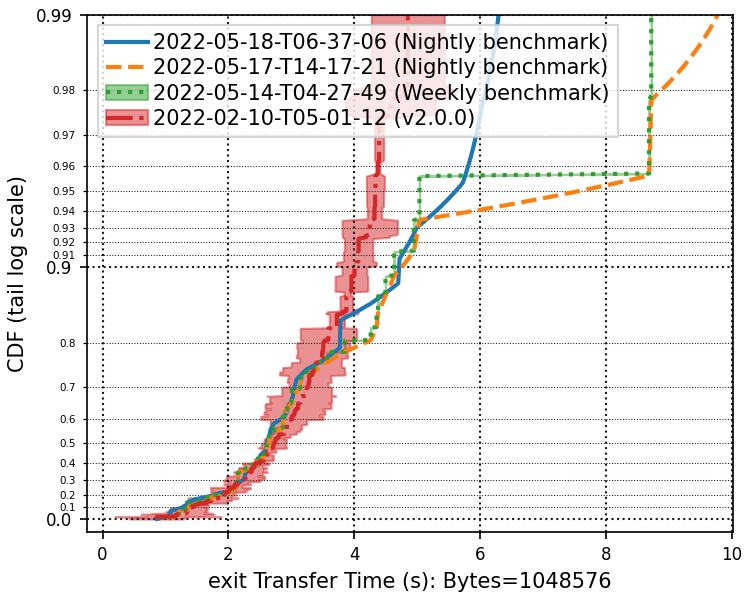 0.99
2022-05-18-T06-37-06 (Nightly benchmark)
2022-05-17-T14-17-21 (Nightly benchmark)
2022-05-14-T04-27-49 (Weekly benchmark)
2022-02-10-T05-01-12 (v2.0.0)
0.98
0.97
0.96
0.95
0.94
0.93
0.92
0.91
0.9
0.8
0.7
0.6
0.5
0.4
0.3
0.2
0.1
0.0
CDF (tail log scale)
0 2 4 6 8 10
exit Transfer Time (s): Bytes=1048576